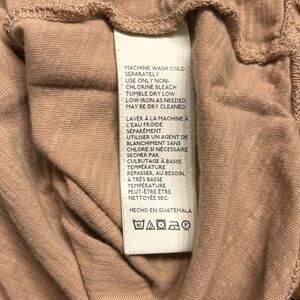 MACHINE WASH COLD
SEPARATELY
USE ONLY NON-
CHLORINE BLEACH
TUMBLE DRY LOW
LOW IRON AS NEEDED
MAY BE DRY CLEANED
LAVER À LA MACHINE À
L'EAU FROIDE
SÉPARÉMENT
UTILISER UN AGENT DE
BLANCHIMENT SANS
CHLORE SI NÉCESSAIRE
SÉCHER PAR
CULBUTAGE À BASSE
TEMPÉRATURE
REPASSER, AU BESOIN,
À TRÈS BASSE
TEMPÉRATURE
PEUT-ÊTRE ÊTRE
NETTOYÉE SEC
HECHO EN GUATEMALA